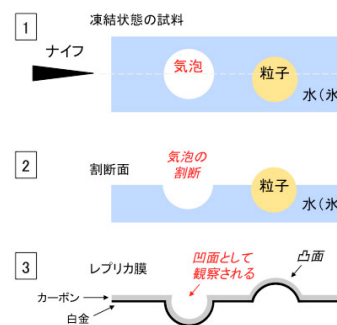 1
凍結状態の試料
ナイフ
気泡
粒子
水(氷
2
割断面
気泡の
割断
粒子
水(氷
3
レプリカ膜
凹面として
観察される
凸面
カーボン
白金